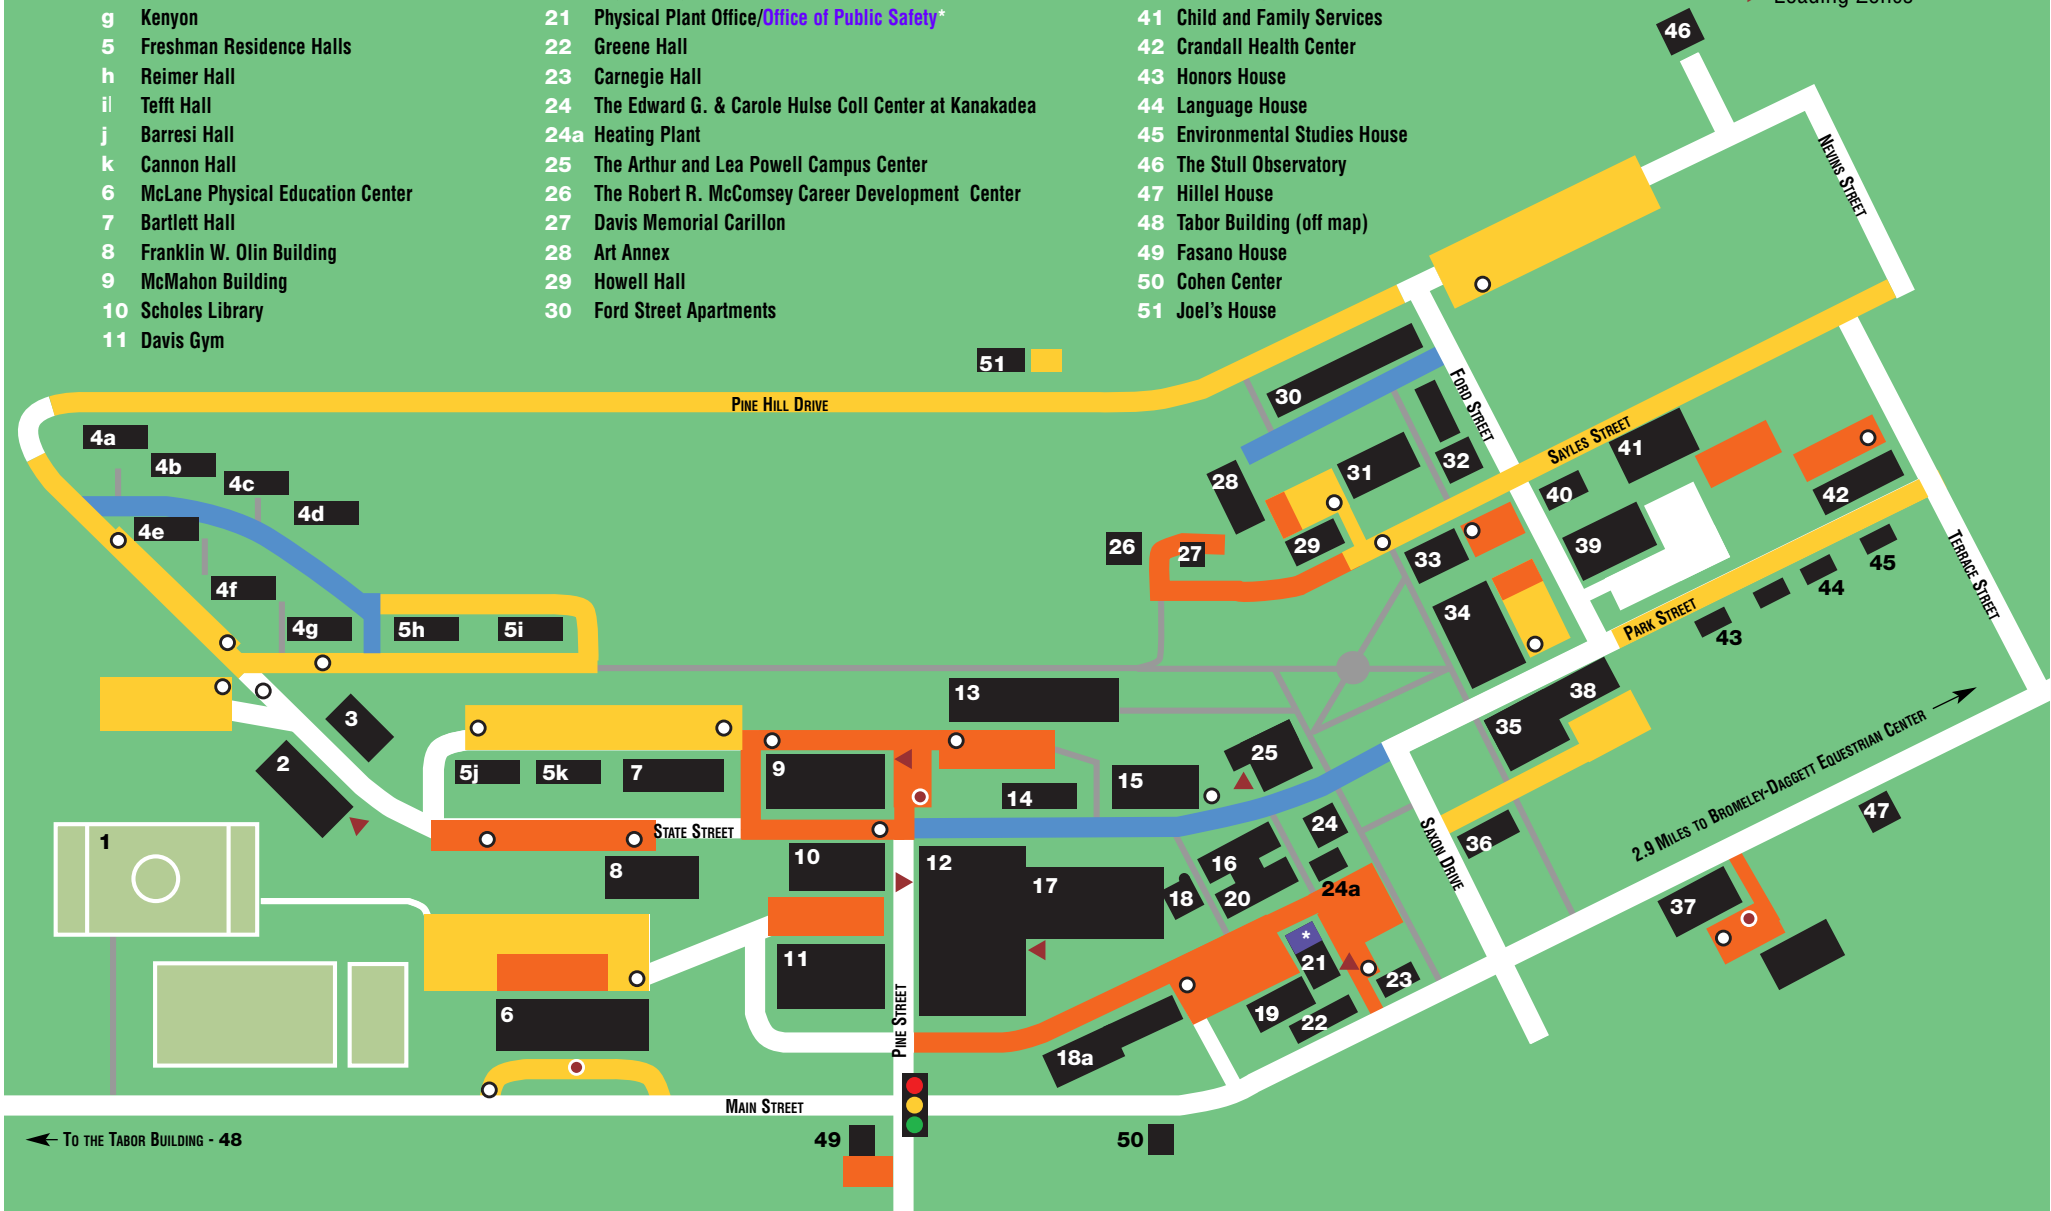 g Kenyon
5 Freshman Residence Halls
h Reimer Hall
il Tefft Hall
j Barresi Hall
k Cannon Hall
6 McLane Physical Education Center
7 Bartlett Hall
8 Franklin W. Olin Building
9 McMahon Building
10 Scholes Library
11 Davis Gym
21 Physical Plant Office/Office of Public Safety*
22 Greene Hall
23 Carnegie Hall
24 The Edward G. & Carole Hulse Coll Center at Kanakadea
24a Heating Plant
25 The Arthur and Lea Powell Campus Center
26 The Robert R. McComsey Career Development Center
27 Davis Memorial Carillon
28 Art Annex
29 Howell Hall
30 Ford Street Apartments
41 Child and Family Services
42 Crandall Health Center
43 Honors House
44 Language House
45 Environmental Studies House
46 The Stull Observatory
47 Hillel House
48 Tabor Building (off map)
49 Fasano House
50 Cohen Center
51 Joel's House
Loading Zones
46
Nevins Street
51
Pine Hill Drive
30
Ford Street
Sayles Street
4a
4b
4c
4d
4e
4f
4g
5h
5i
28
31
32
41
40
42
26
27
29
33
39
45
44
43
34
Park Street
Terrace Street
3
2
13
25
35
38
5j
5k
7
9
14
15
State Street
1
8
10
12
17
16
18
20
24
24a
Saxon Drive
36
2.9 Miles to Bromeley-Daggett Equestrian Center
47
37
11
*
21
23
19
22
6
Pine Street
18a
Main Street
To the Tabor Building - 48
49
50